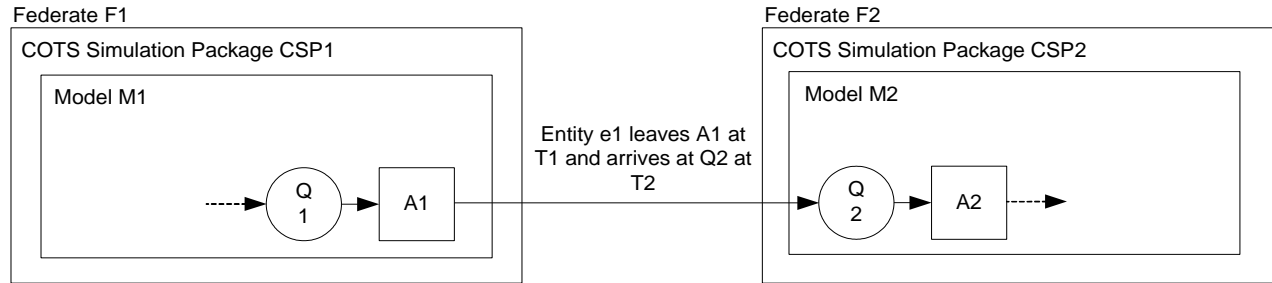 Federate F1
COTS Simulation Package CSP1
Model M1
Q
1
A1
Entity e1 leaves A1 at
T1 and arrives at Q2 at
T2
Federate F2
COTS Simulation Package CSP2
Model M2
Q
2
A2